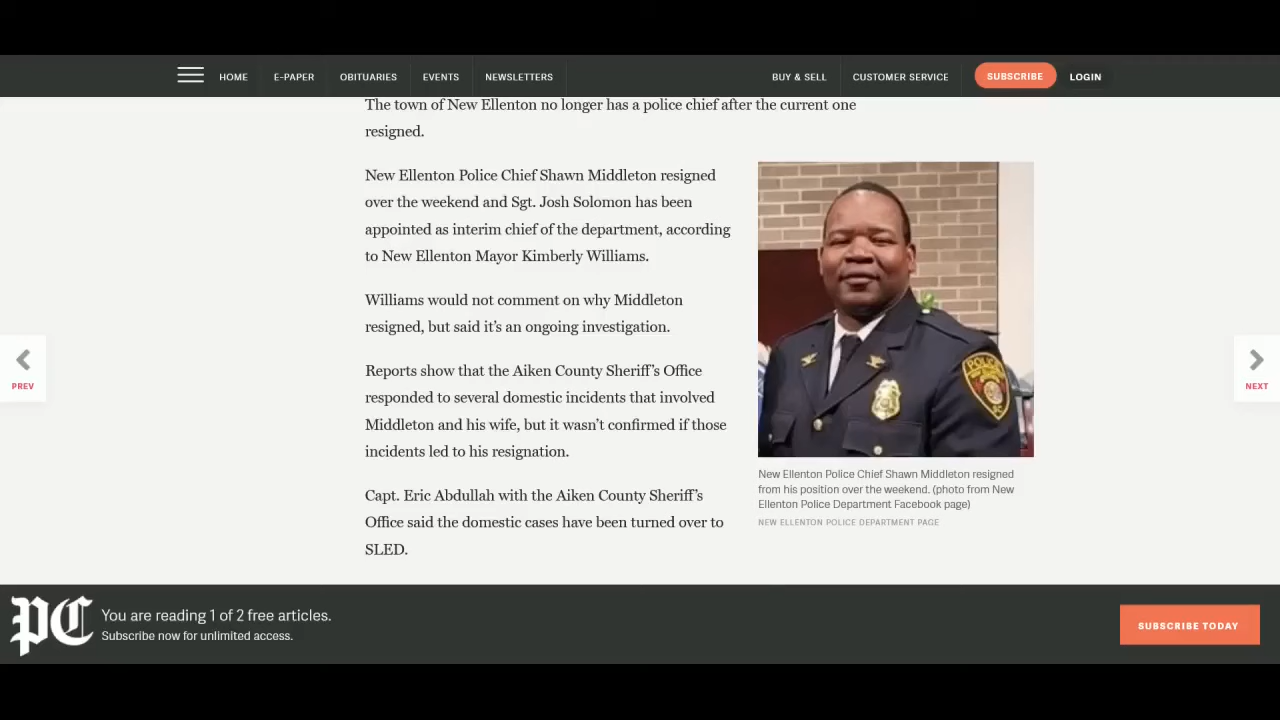 HOME E-PAPER OBITUARIES EVENTS NEWSLETTERS BUY & SELL CUSTOMER SERVICE SUBSCRIBE LOGIN
The town of New Ellenton no longer has a police chief after the current one
resigned.
New Ellenton Police Chief Shawn Middleton resigned
over the weekend and Sgt. Josh Solomon has been
appointed as interim chief of the department, according
to New Ellenton Mayor Kimberly Williams.
Williams would not comment on why Middleton
resigned, but said it's an ongoing investigation.
Reports show that the Aiken County Sheriff's Office
responded to several domestic incidents that involved
Middleton and his wife, but it wasn't confirmed if those
incidents led to his resignation.
Capt. Eric Abdullah with the Aiken County Sheriff's
Office said the domestic cases have been turned over to
SLED.
POLICE
SC
New Ellenton Police Chief Shawn Middleton resigned
from his position over the weekend. (photo from New
Ellenton Police Department Facebook page)
NEW ELLENTON POLICE DEPARTMENT PAGE
PREV
NEXT
PC
You are reading 1 of 2 free articles.
Subscribe now for unlimited access.
SUBSCRIBE TODAY